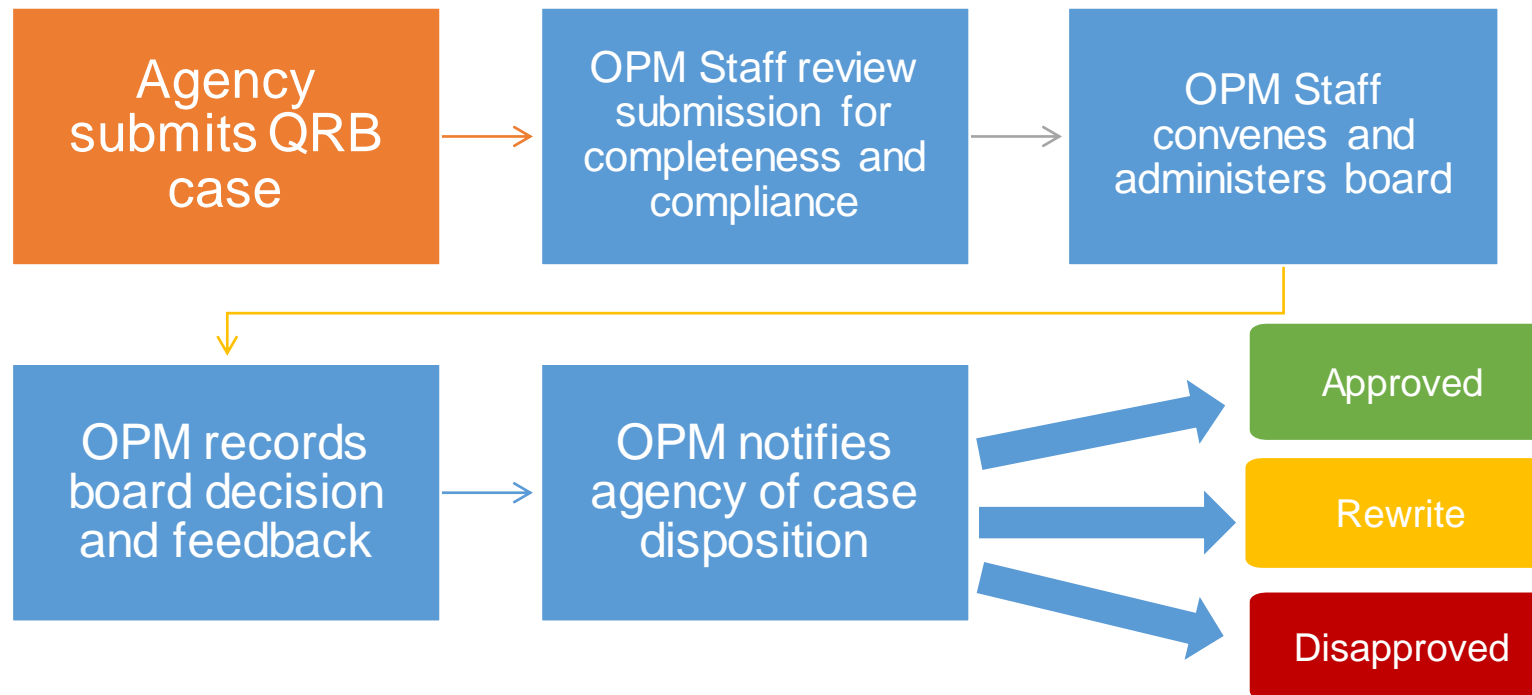 Agency
submits QRB
case
OPM Staff review
submission for
completeness and
compliance
OPM Staff
convenes and
administers board
OPM records
board decision
and feedback
OPM notifies
agency of case
disposition
Approved
Rewrite
Disapproved